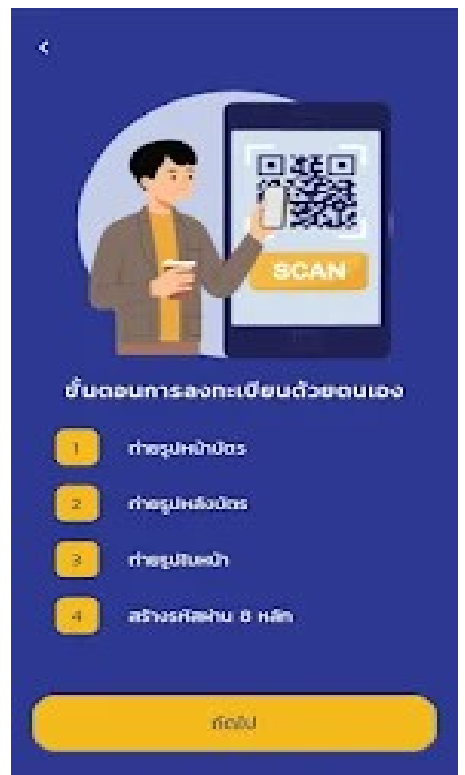 SCAN
ขั้นตอนการลงทะเบียนด้วยตนเอง
1 ถ่ายรูปหน้าบัตร
2 ถ่ายรูปหลังบัตร
3 ถ่ายรูปใบหน้า
4 สร้างรหัสผ่าน 8 หลัก
ถัดไป